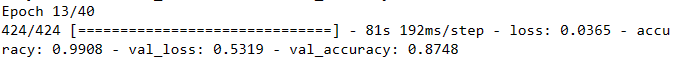 Epoch 13/40
424/424 [==============================] - 81s 192ms/step - loss: 0.0365 - accu
racy: 0.9908 - val_loss: 0.5319 - val_accuracy: 0.8748